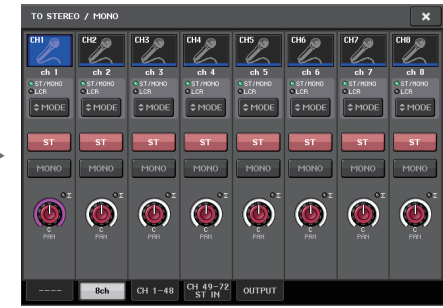 TO STEREO / MONO ×
CH1 CH2 CH3 CH4 CH5 CH6 CH7 CH8
ch 1 ch 2 ch 3 ch 4 ch 5 ch 6 ch 7 ch 8
ST/MONO ST/MONO ST/MONO ST/MONO ST/MONO ST/MONO ST/MONO ST/MONO
LCR LCR LCR LCR LCR LCR LCR LCR
MODE MODE MODE MODE MODE MODE MODE MODE
ST ST ST ST ST ST ST ST
MONO MONO MONO MONO MONO MONO MONO MONO
Σ Σ Σ Σ Σ Σ Σ Σ
C C C C C C C C
PAN PAN PAN PAN PAN PAN PAN PAN
---- 8ch CH 1-48 CH 49-72 ST IN OUTPUT